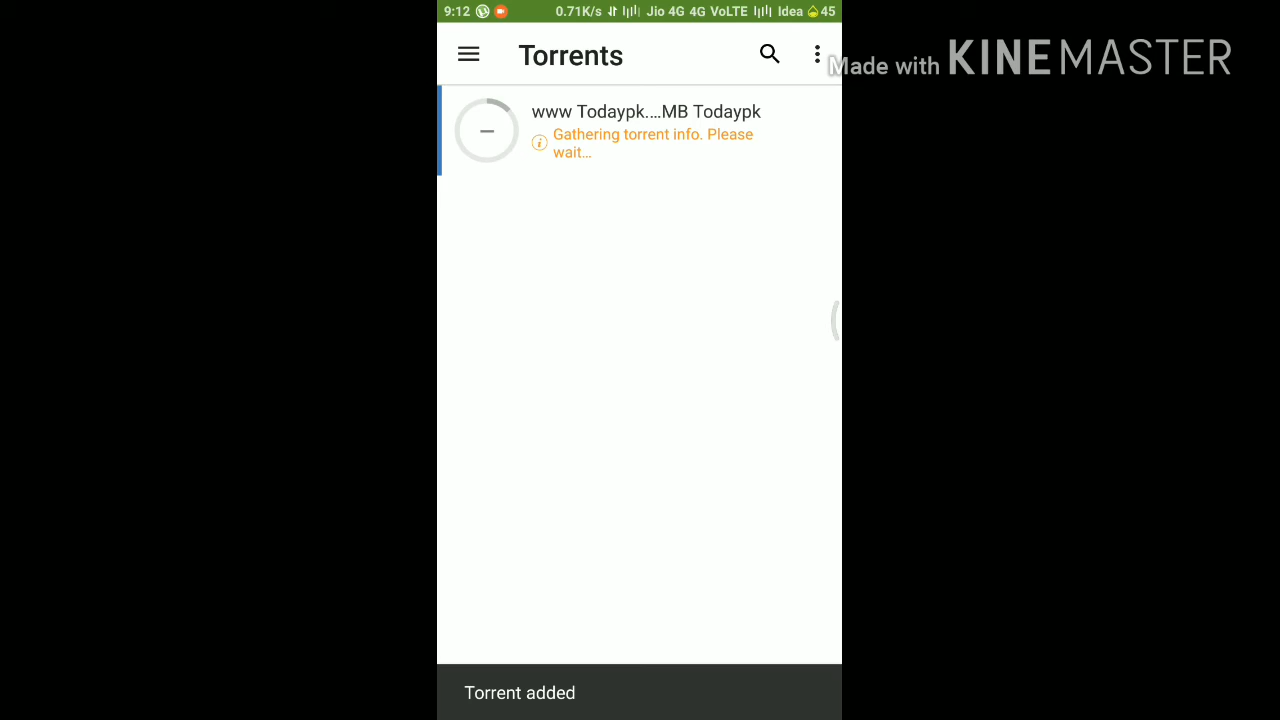 9:12 0.71K/s Jio 4G 4G VoLTE Idea 45
Torrents
Made with KINEMASTER
www Todaypk....MB Todaypk
Gathering torrent info. Please
wait...
Torrent added